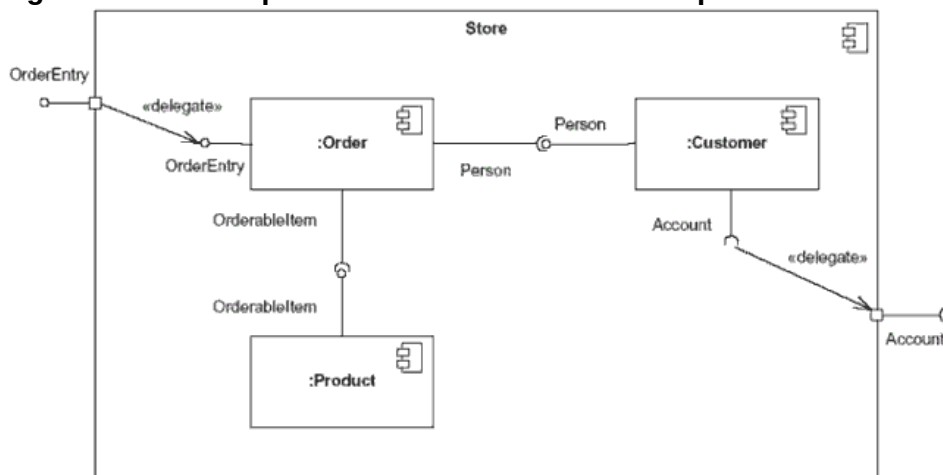 Store
OrderEntry
«delegate»
:Order
OrderEntry
Person
Person
:Customer
OrderableItem
Account
«delegate»
OrderableItem
Account
:Product